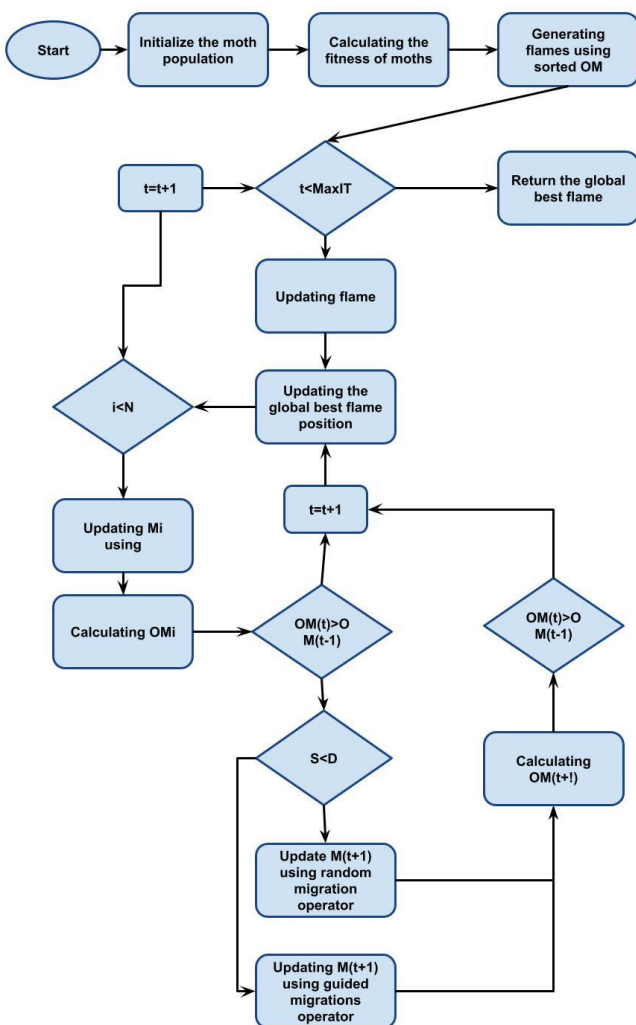 Start
Initialize the moth
population
Calculating the
fitness of moths
Generating
flames using
sorted OM
t=t+1
t<MaxIT
Return the global
best flame
Updating flame
i<N
Updating the
global best flame
position
Updating Mi
using
t=t+1
Calculating OMi
OM(t)>O
M(t-1)
OM(t)>O
M(t-1)
S<D
Calculating
OM(t+!)
Update M(t+1)
using random
migration
operator
Updating M(t+1)
using guided
migrations
operator